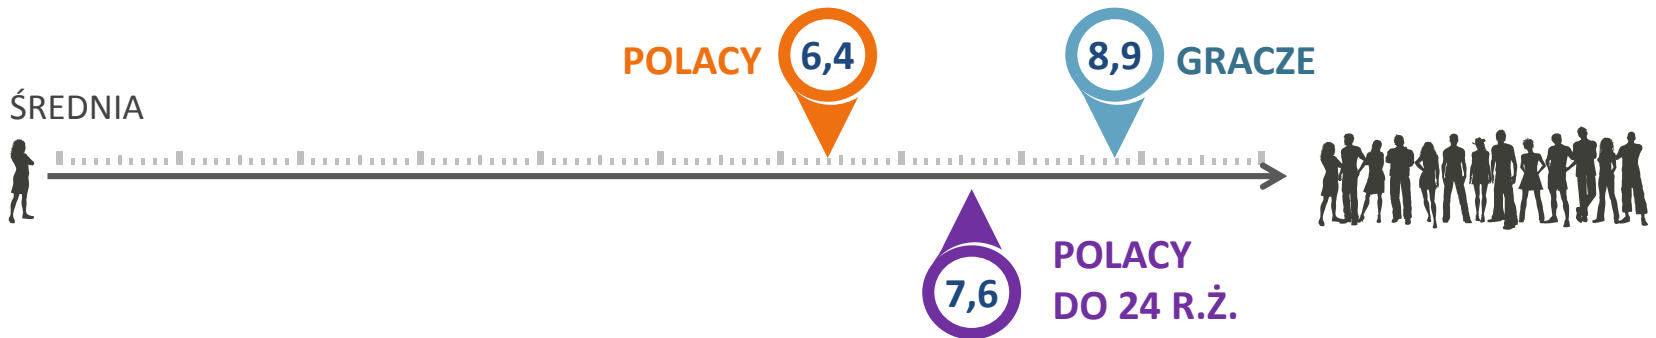 POLACY 6,4
8,9 GRACZE
ŚREDNIA
7,6
POLACY
DO 24 R.Ż.